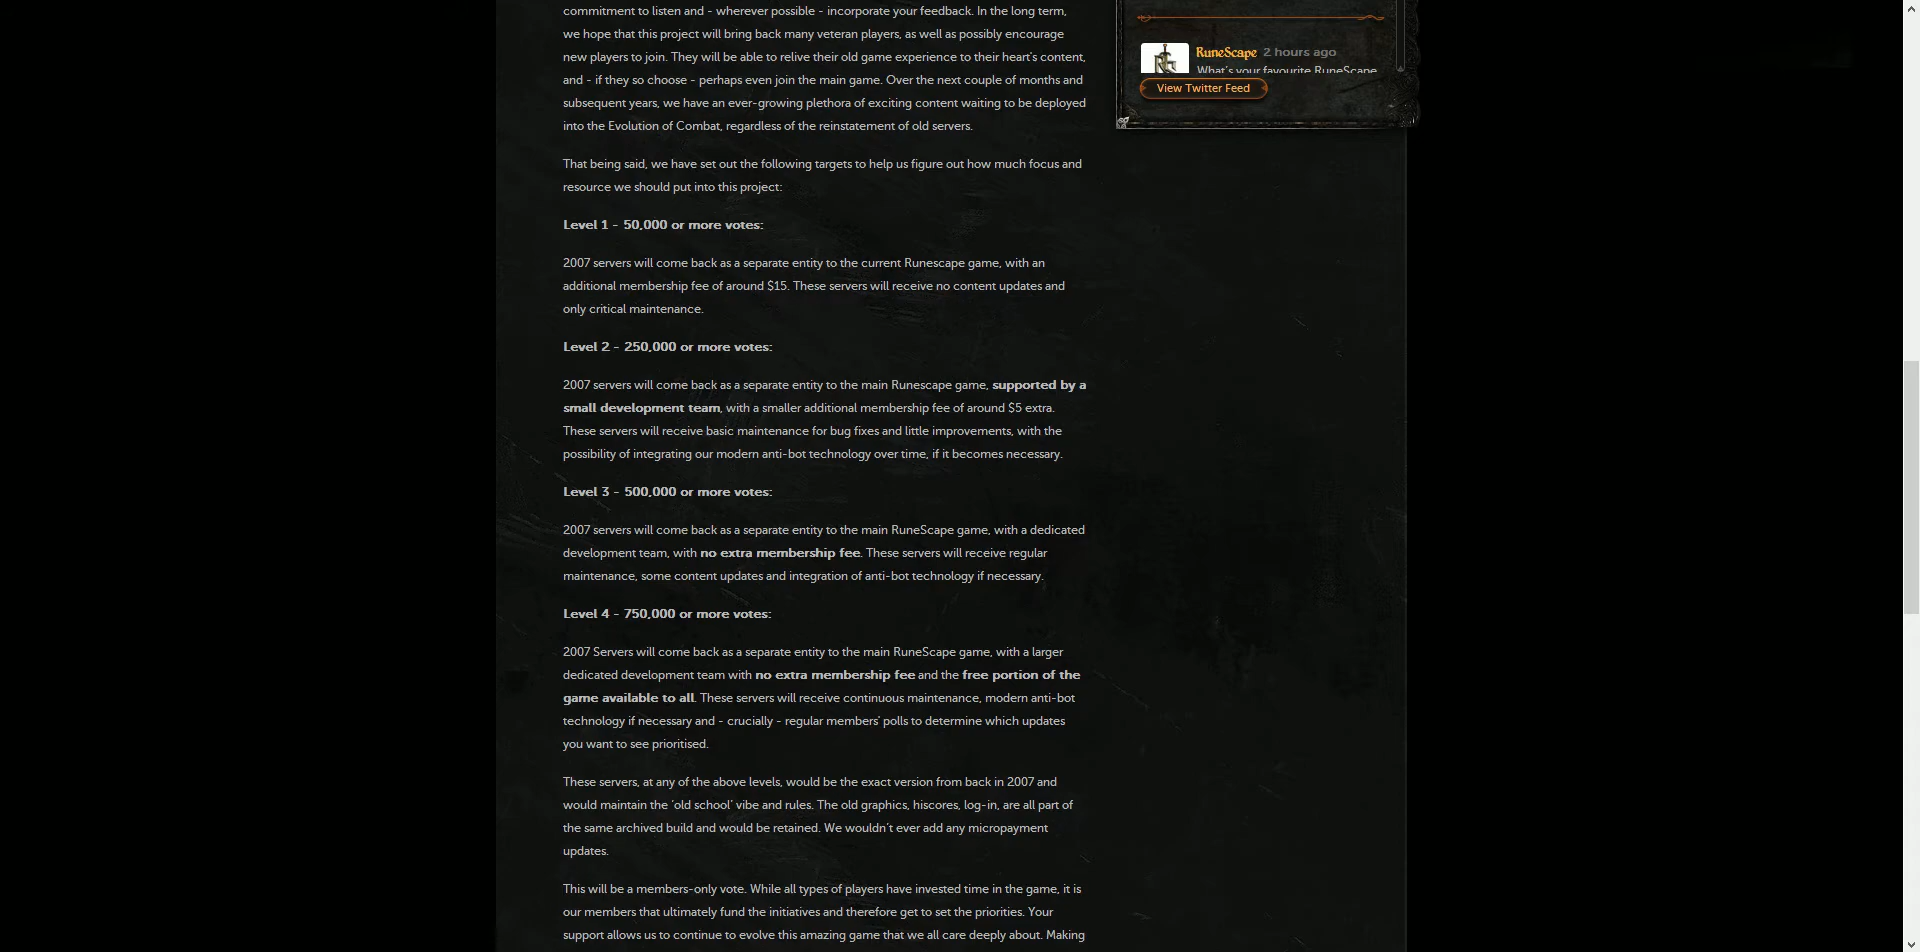 commitment to listen and - wherever possible - incorporate your feedback. In the long term,
we hope that this project will bring back many veteran players, as well as possibly encourage
new players to join. They will be able to relive their old game experience to their heart's content,
and - if they so choose - perhaps even join the main game. Over the next couple of months and
subsequent years, we have an ever-growing plethora of exciting content waiting to be deployed
into the Evolution of Combat, regardless of the reinstatement of old servers.
That being said, we have set out the following targets to help us figure out how much focus and
resource we should put into this project:
Level 1 - 50,000 or more votes:
2007 servers will come back as a separate entity to the current Runescape game, with an
additional membership fee of around $15. These servers will receive no content updates and
only critical maintenance.
Level 2 - 250,000 or more votes:
2007 servers will come back as a separate entity to the main Runescape game, supported by a
small development team, with a smaller additional membership fee of around $5 extra.
These servers will receive basic maintenance for bug fixes and little improvements, with the
possibility of integrating our modern anti-bot technology over time, if it becomes necessary.
Level 3 - 500,000 or more votes:
2007 servers will come back as a separate entity to the main RuneScape game, with a dedicated
development team, with no extra membership fee. These servers will receive regular
maintenance, some content updates and integration of anti-bot technology if necessary.
Level 4 - 750,000 or more votes:
2007 Servers will come back as a separate entity to the main RuneScape game, with a larger
dedicated development team with no extra membership fee and the free portion of the
game available to all. These servers will receive continuous maintenance, modern anti-bot
technology if necessary and - crucially - regular members' polls to determine which updates
you want to see prioritised.
These servers, at any of the above levels, would be the exact version from back in 2007 and
would maintain the 'old school' vibe and rules. The old graphics, hiscores, log-in, are all part of
the same archived build and would be retained. We wouldn't ever add any micropayment
updates.
This will be a members-only vote. While all types of players have invested time in the game, it is
our members that ultimately fund the initiatives and therefore get to set the priorities. Your
support allows us to continue to evolve this amazing game that we all care deeply about. Making
RuneScape 2 hours ago
What's your favourite RuneScape
View Twitter Feed